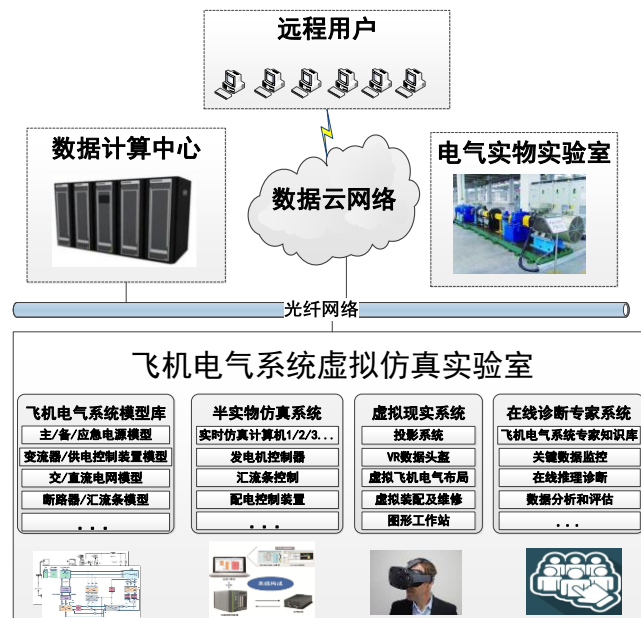 远程用户
数据计算中心
数据云网络
电气实物实验室
光纤网络
飞机电气系统虚拟仿真实验室
飞机电气系统模型库
主/备/应急电源模型
变流器/供电控制装置模型
交/直流电网模型
断路器/汇流条模型
...
半实物仿真系统
实时仿真计算机1/2/3...
发电机控制器
汇流条控制
配电控制装置
...
虚拟现实系统
投影系统
VR数据头盔
虚拟飞机电气布局
虚拟装配及维修
图形工作站
在线诊断专家系统
飞机电气系统专家知识库
关键数据监控
在线推理诊断
数据分析和评估
...